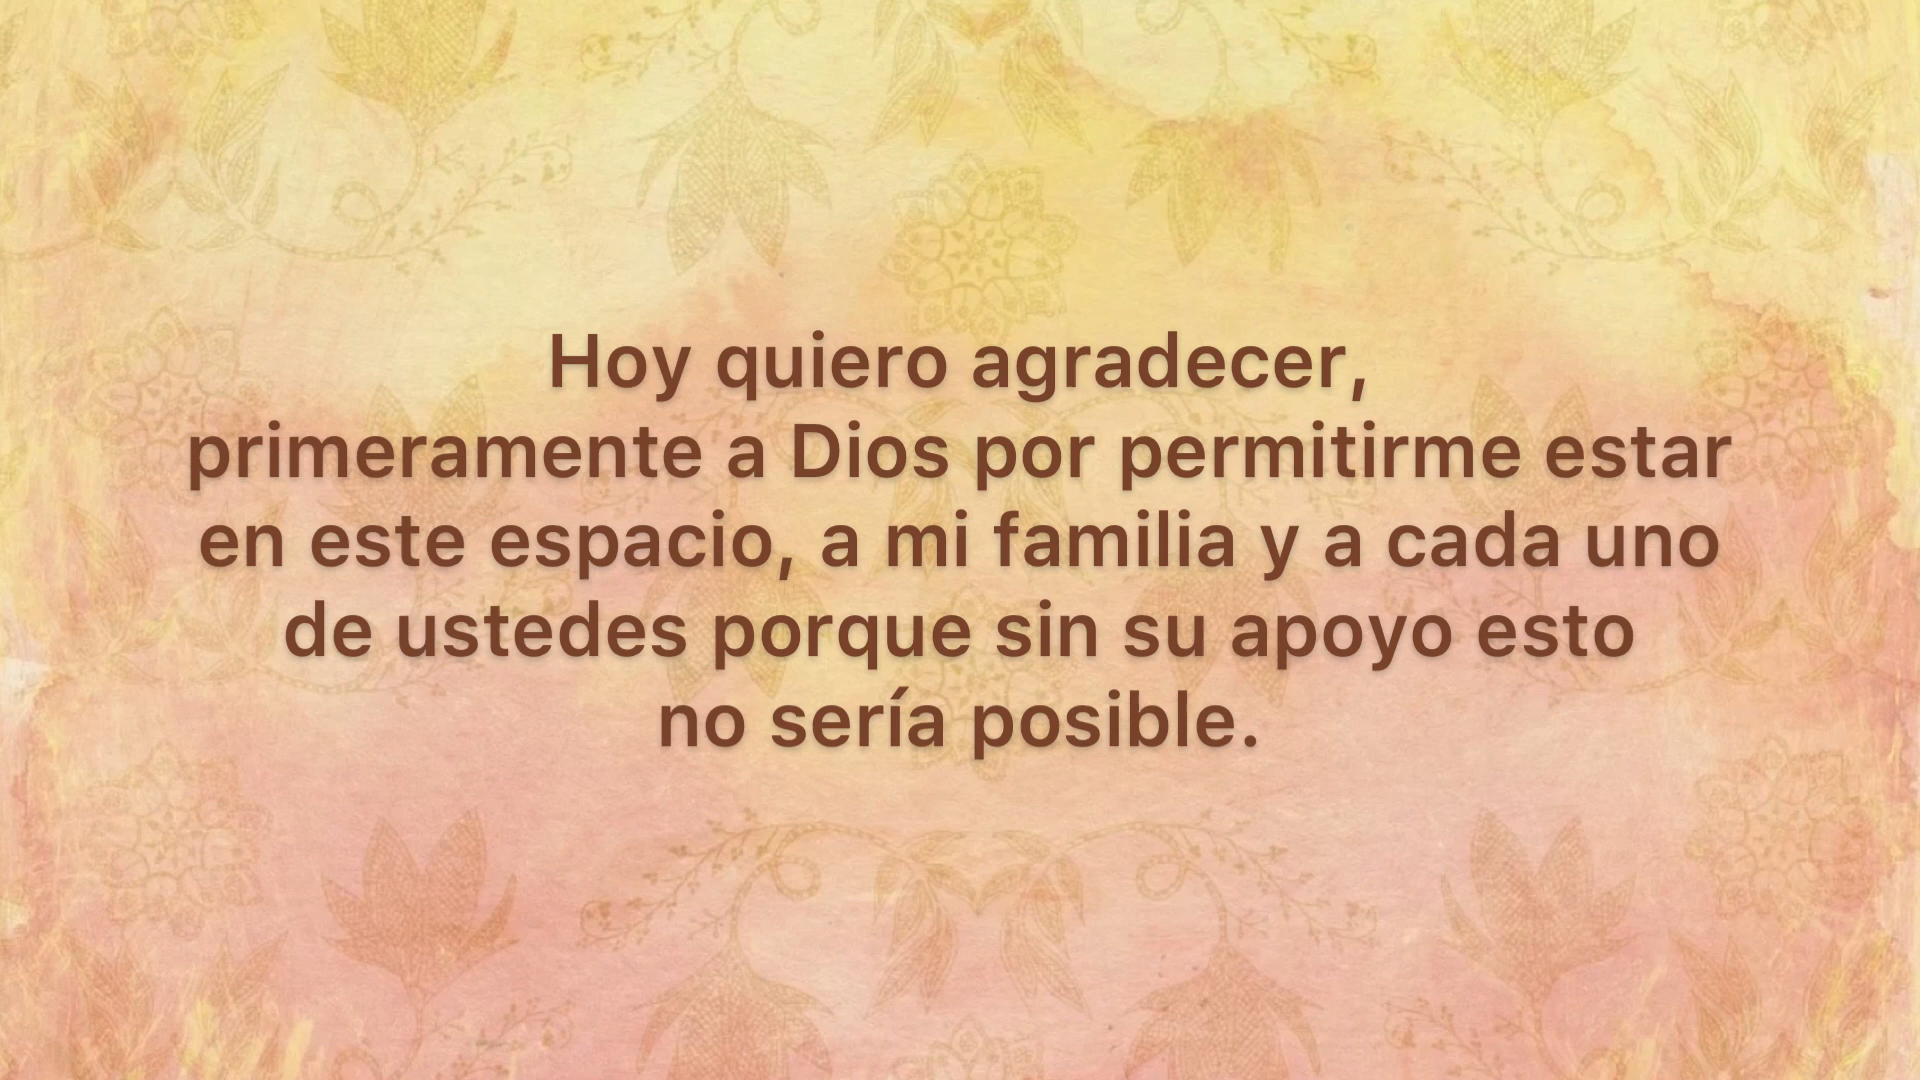 Hoy quiero agradecer,
primeramente a Dios por permitirme estar
en este espacio, a mi familia y a cada uno
de ustedes porque sin su apoyo esto
no sería posible.